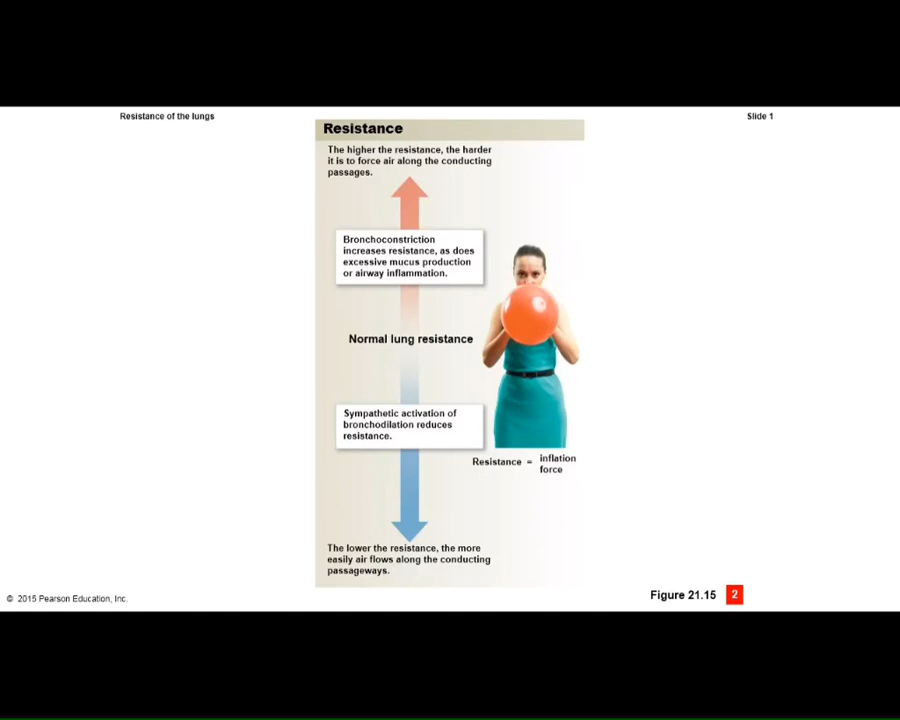 Resistance of the lungs
Slide 1
Resistance
The higher the resistance, the harder
it is to force air along the conducting
passages.
Bronchoconstriction
increases resistance, as does
excessive mucus production
or airway inflammation.
Normal lung resistance
Sympathetic activation of
bronchodilation reduces
resistance.
Resistance = inflation
force
The lower the resistance, the more
easily air flows along the conducting
passageways.
Figure 21.15 2
© 2015 Pearson Education, Inc.